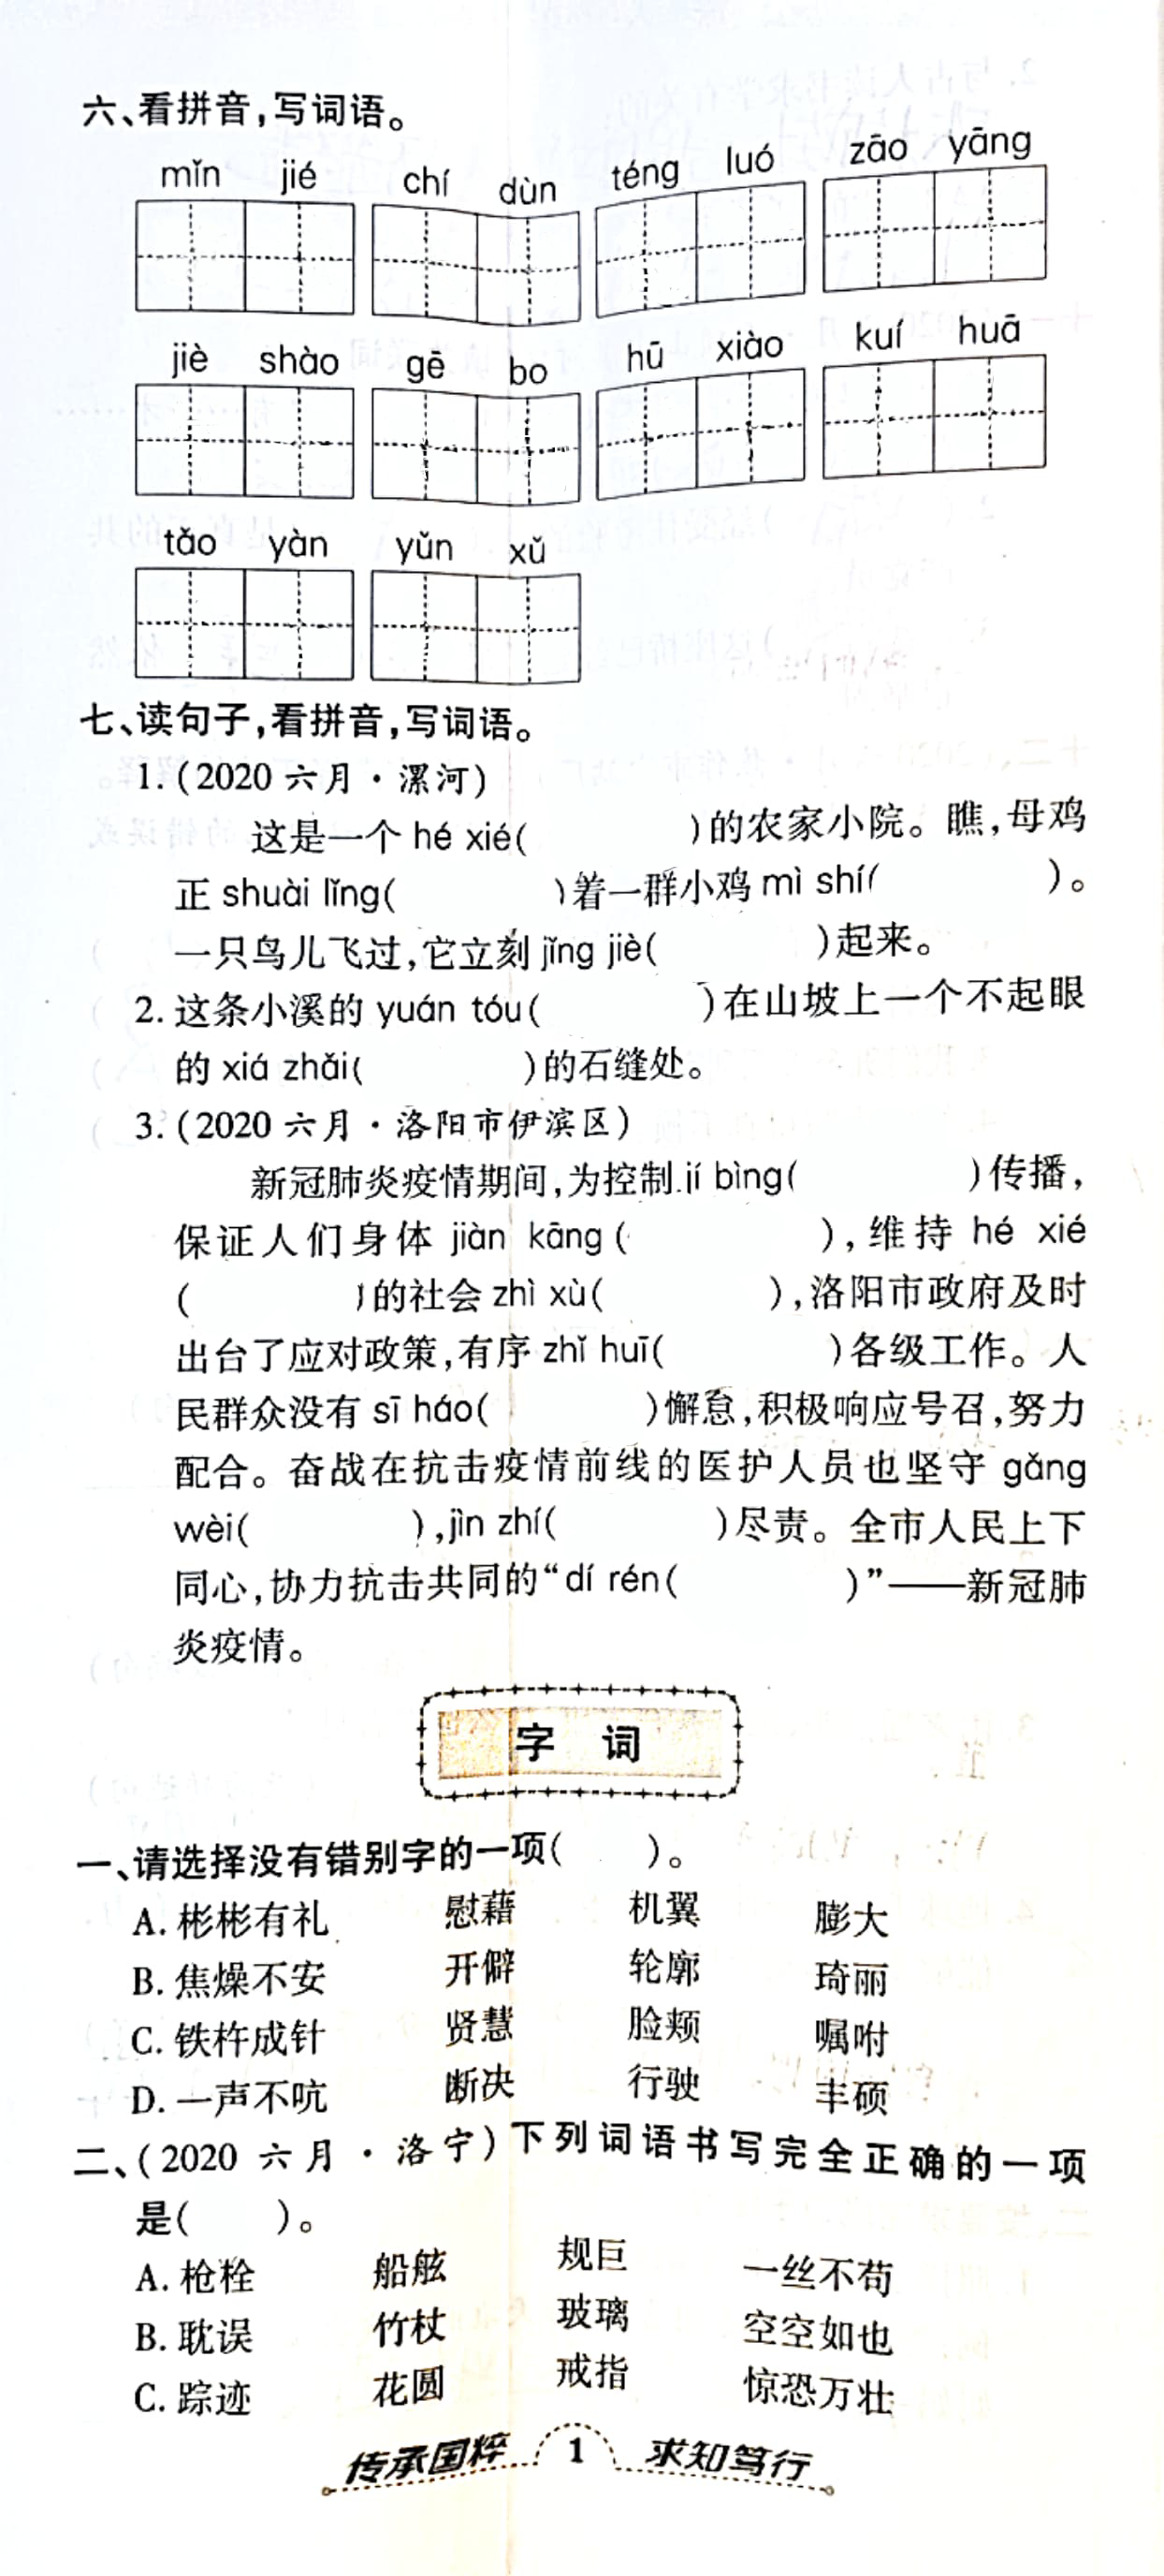 六、看拼音,写词语。
mǐn jié chí dùn téng luó zāo yāng
jiè shào gē bo hū xiào kuí huā
tǎo yàn yǔn xǔ
七、读句子,看拼音,写词语。
1.(2020 六月·漯河)
这是一个 hé xié( )的农家小院。瞧,母鸡
正 shuài lǐng( )着一群小鸡 mì shí( )。
一只鸟儿飞过,它立刻 jǐng jiè( )起来。
2. 这条小溪的 yuán tóu( )在山坡上一个不起眼
的 xiá zhǎi( )的石缝处。
3.(2020 六月·洛阳市伊滨区)
新冠肺炎疫情期间,为控制 jí bìng( )传播,
保证人们身体 jiàn kāng( ),维持 hé xié
( )的社会 zhì xù( ),洛阳市政府及时
出台了应对政策,有序 zhǐ huī( )各级工作。人
民群众没有 sī háo( )懈怠,积极响应号召,努力
配合。奋战在抗击疫情前线的医护人员也坚守 gǎng
wèi( ),jìn zhí( )尽责。全市人民上下
同心,协力抗击共同的“dí rén( )”——新冠肺
炎疫情。
字 词
一、请选择没有错别字的一项( )。
A. 彬彬有礼 慰藉 机翼 膨大
B. 焦燥不安 开僻 轮廓 琦丽
C. 铁杵成针 贤慧 脸颊 嘱咐
D. 一声不吭 断决 行驶 丰硕
二、(2020 六月·洛宁)下列词语书写完全正确的一项
是( )。
A. 枪栓 船舷 规巨 一丝不苟
B. 耽误 竹杖 玻璃 空空如也
C. 踪迹 花圆 戒指 惊恐万壮
传承国粹 1 求知笃行